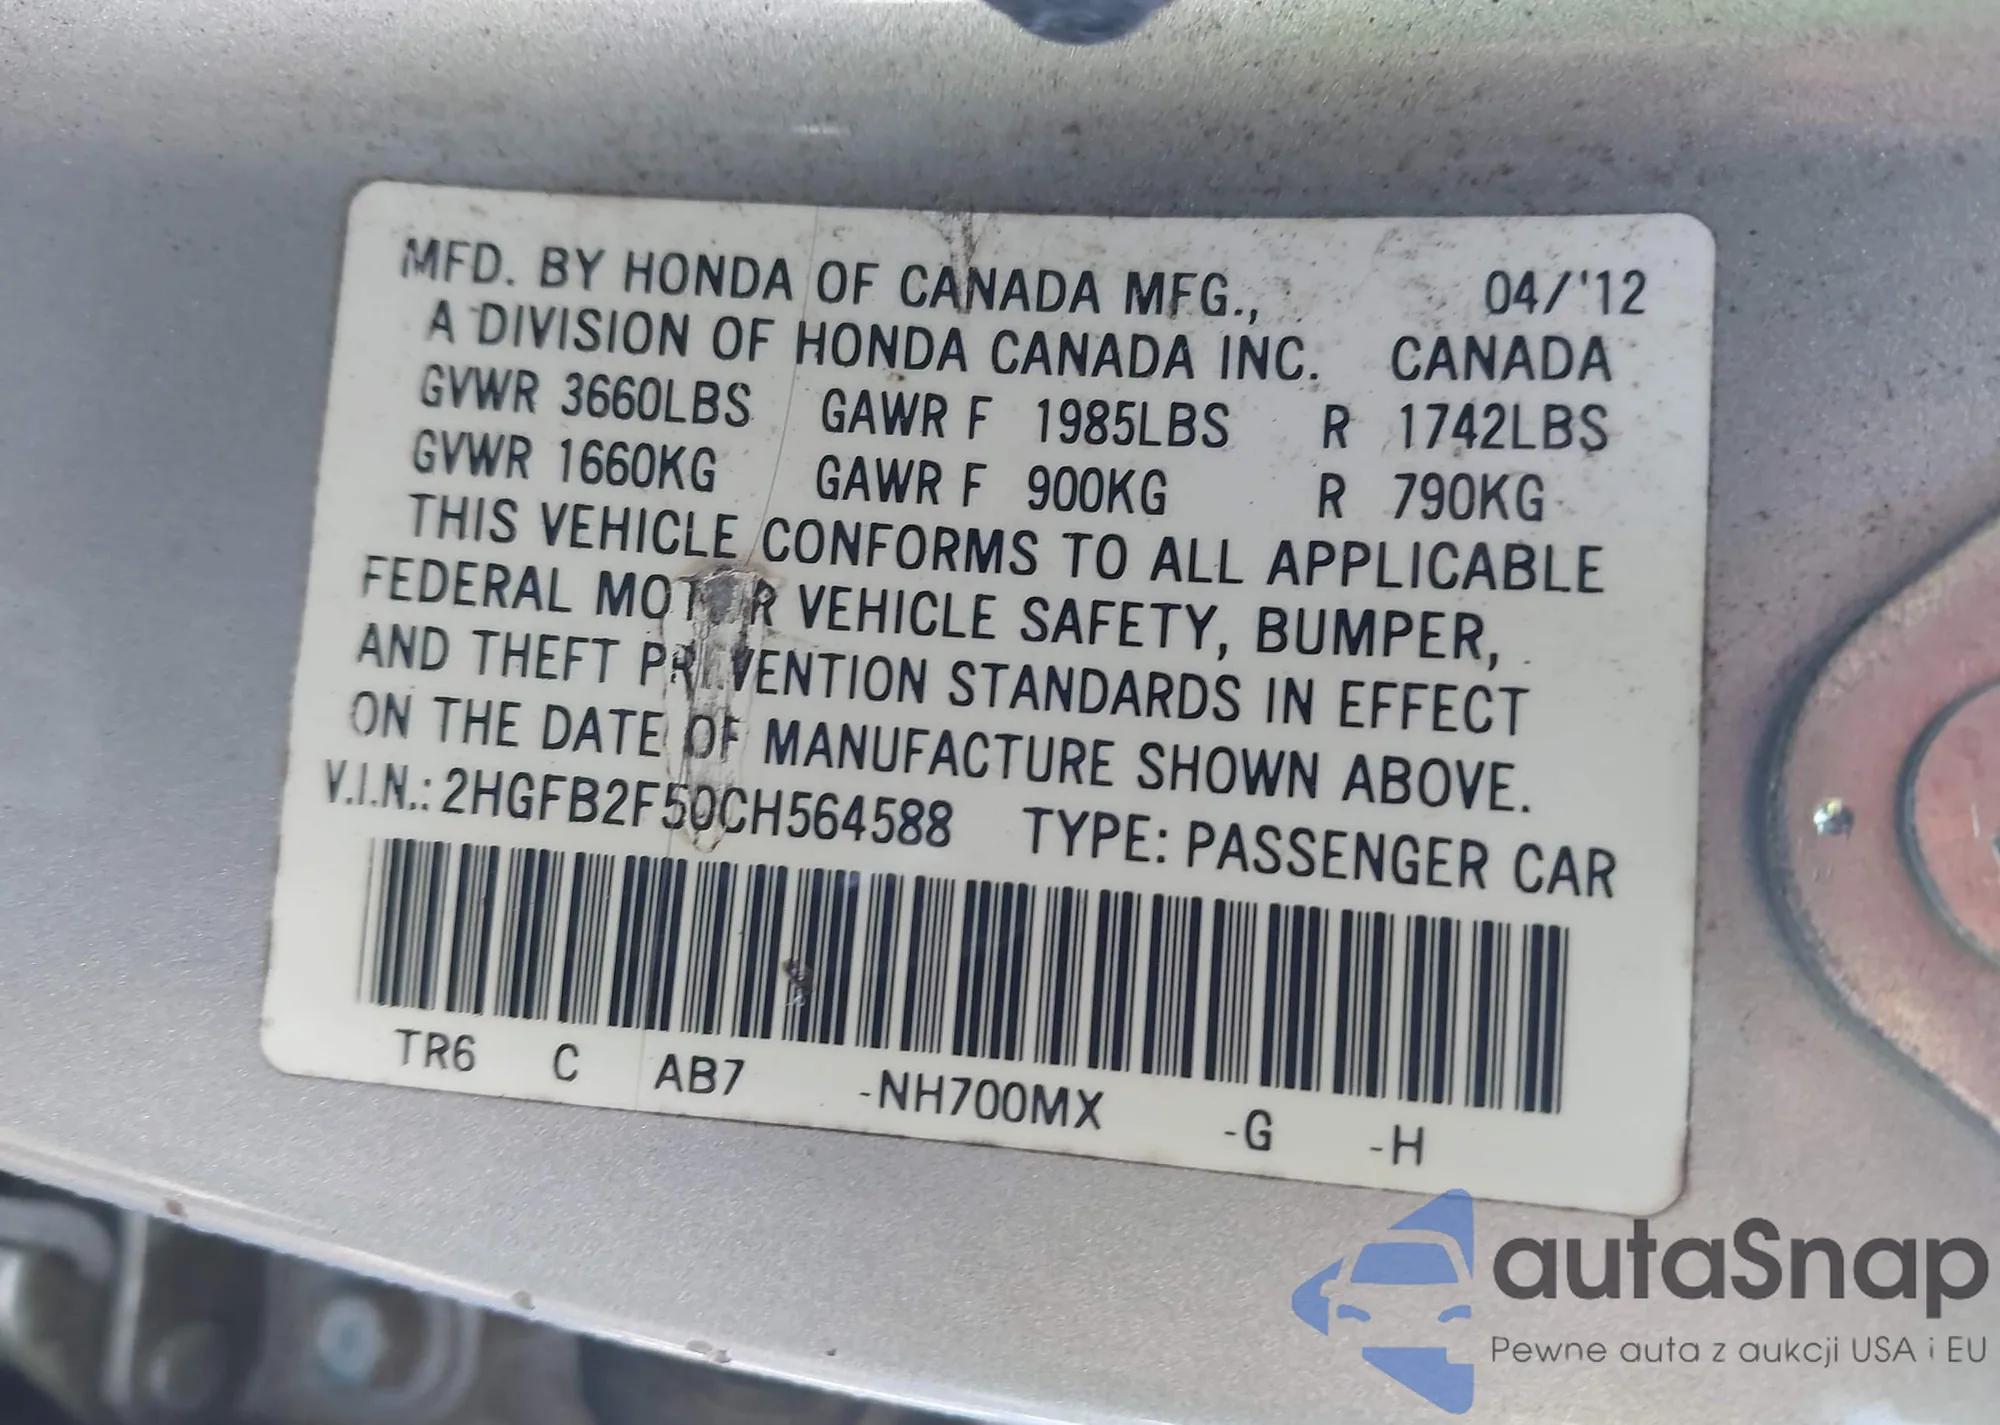 MFD. BY HONDA OF CANADA MFG., 04/'12
A DIVISION OF HONDA CANADA INC. CANADA
GVWR 3660LBS GAWR F 1985LBS R 1742LBS
GVWR 1660KG GAWR F 900KG R 790KG
THIS VEHICLE CONFORMS TO ALL APPLICABLE
FEDERAL MOTOR VEHICLE SAFETY, BUMPER,
AND THEFT PREVENTION STANDARDS IN EFFECT
ON THE DATE OF MANUFACTURE SHOWN ABOVE.
V.I.N.: 2HGFB2F50CH564588 TYPE: PASSENGER CAR
TR6 C AB7 -NH700MX -G -H
autaSnap
Pewne auta z aukcji USA i EU